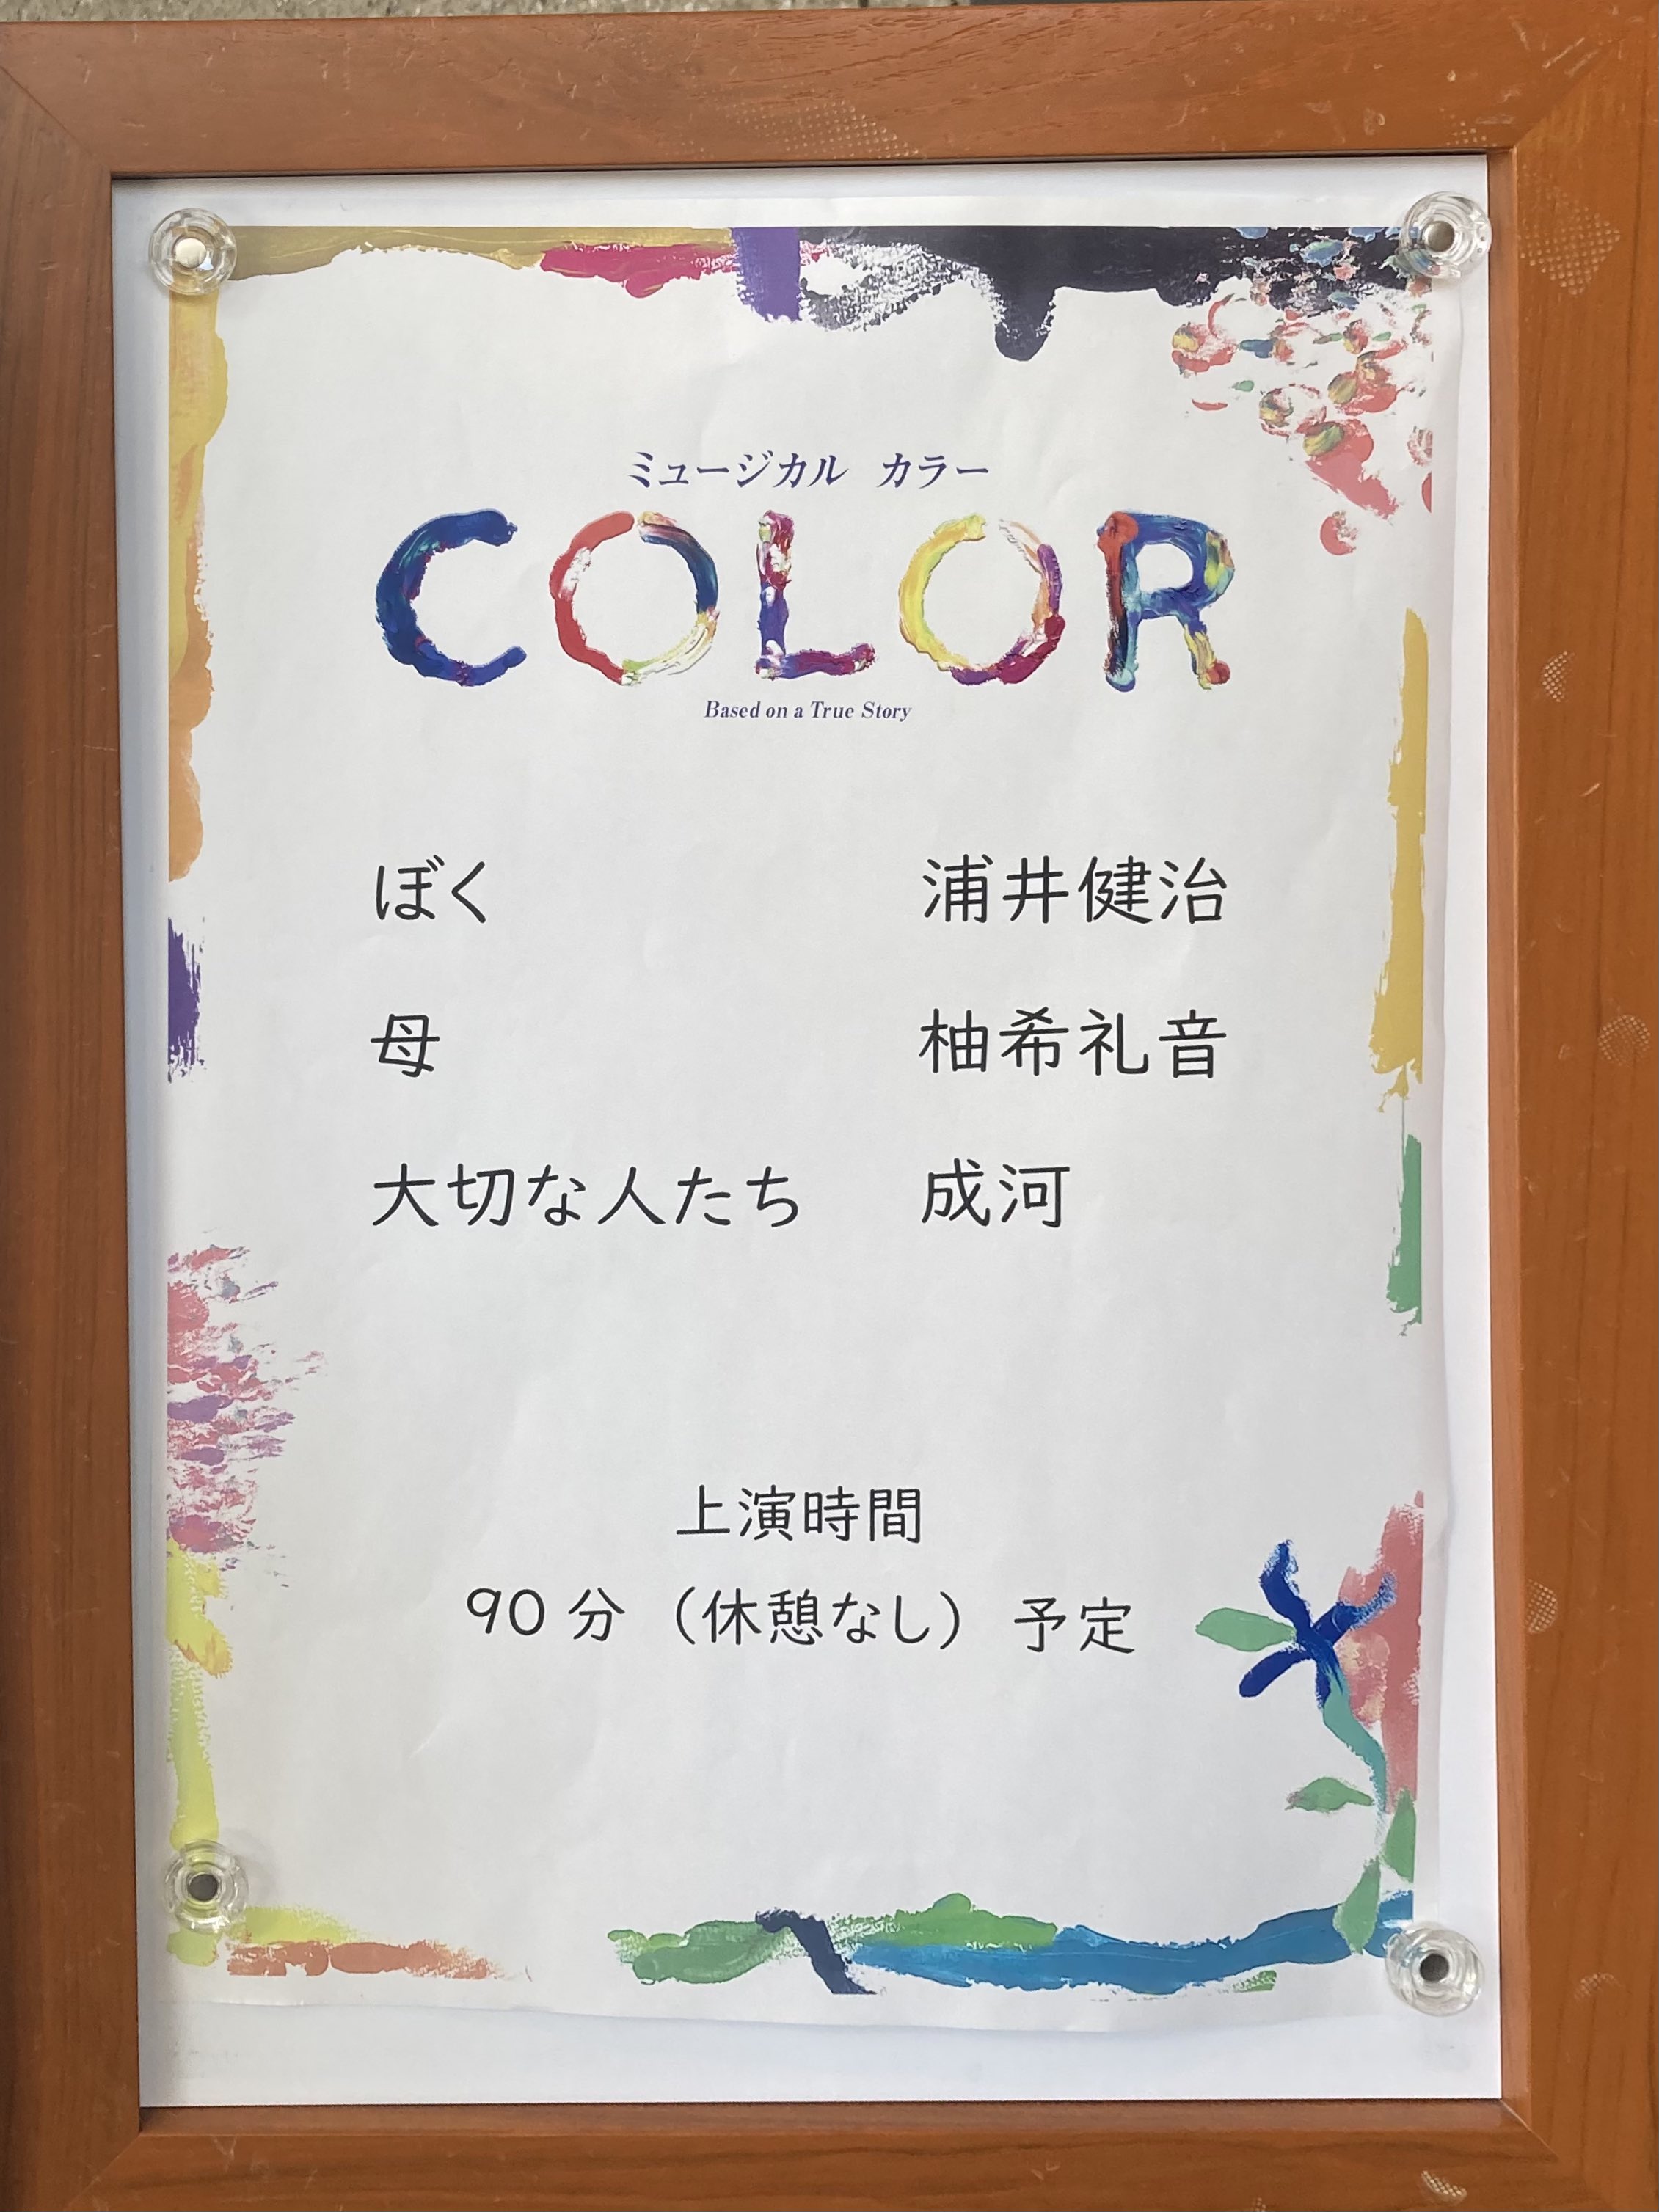 ミュージカル カラー
COLOR
Based on a True Story
ぼく 浦井健治
母 柚希礼音
大切な人たち 成河
上演時間
90分（休憩なし）予定